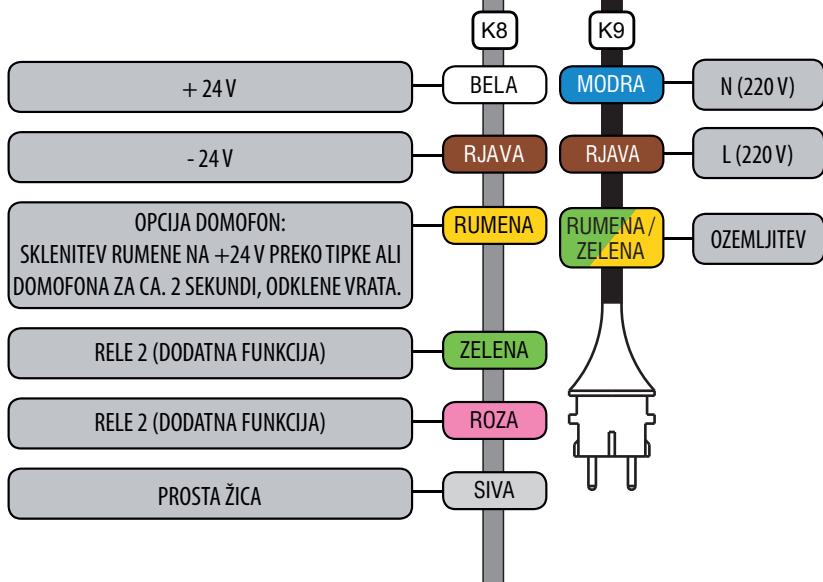 K8
K9
+ 24 V
BELA
MODRA
N (220 V)
- 24 V
RJAVA
RJAVA
L (220 V)
OPCIJA DOMOFON:
SKLENITEV RUMENE NA +24 V PREKO TIPKE ALI
DOMOFONA ZA CA. 2 SEKUNDI, ODKLENE VRATA.
RUMENA
RUMENA /
ZELENA
OZEMLJITEV
RELE 2 (DODATNA FUNKCIJA)
ZELENA
RELE 2 (DODATNA FUNKCIJA)
ROZA
PROSTA ŽICA
SIVA